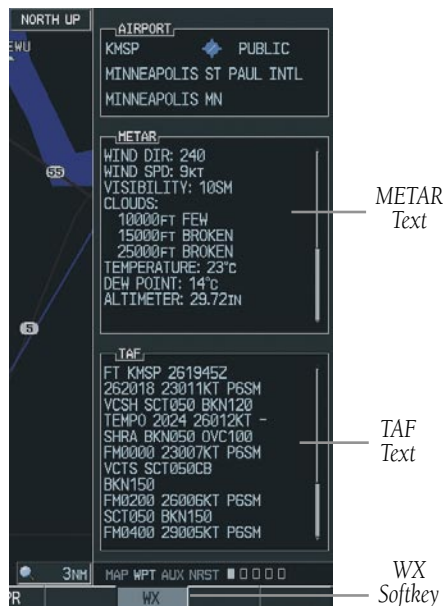 NORTH UP
EWU
AIRPORT
KMSP PUBLIC
MINNEAPOLIS ST PAUL INTL
MINNEAPOLIS MN
METAR
WIND DIR: 240
WIND SPD: 9KT
VISIBILITY: 10SM
CLOUDS:
10000FT FEW
15000FT BROKEN
25000FT BROKEN
TEMPERATURE: 23°C
DEW POINT: 14°C
ALTIMETER: 29.72IN
METAR
Text
55
5
TAF
FT KMSP 261945Z
262018 23011KT P6SM
VCSH SCT050 BKN120
TEMPO 2024 26012KT -
SHRA BKN050 OVC100
FM0000 23007KT P6SM
VCTS SCT050CB
BKN150
FM0200 26006KT P6SM
SCT050 BKN150
FM0400 29005KT P6SM
TAF
Text
3NM
MAP WPT AUX NRST
PR
WX
WX
Softkey